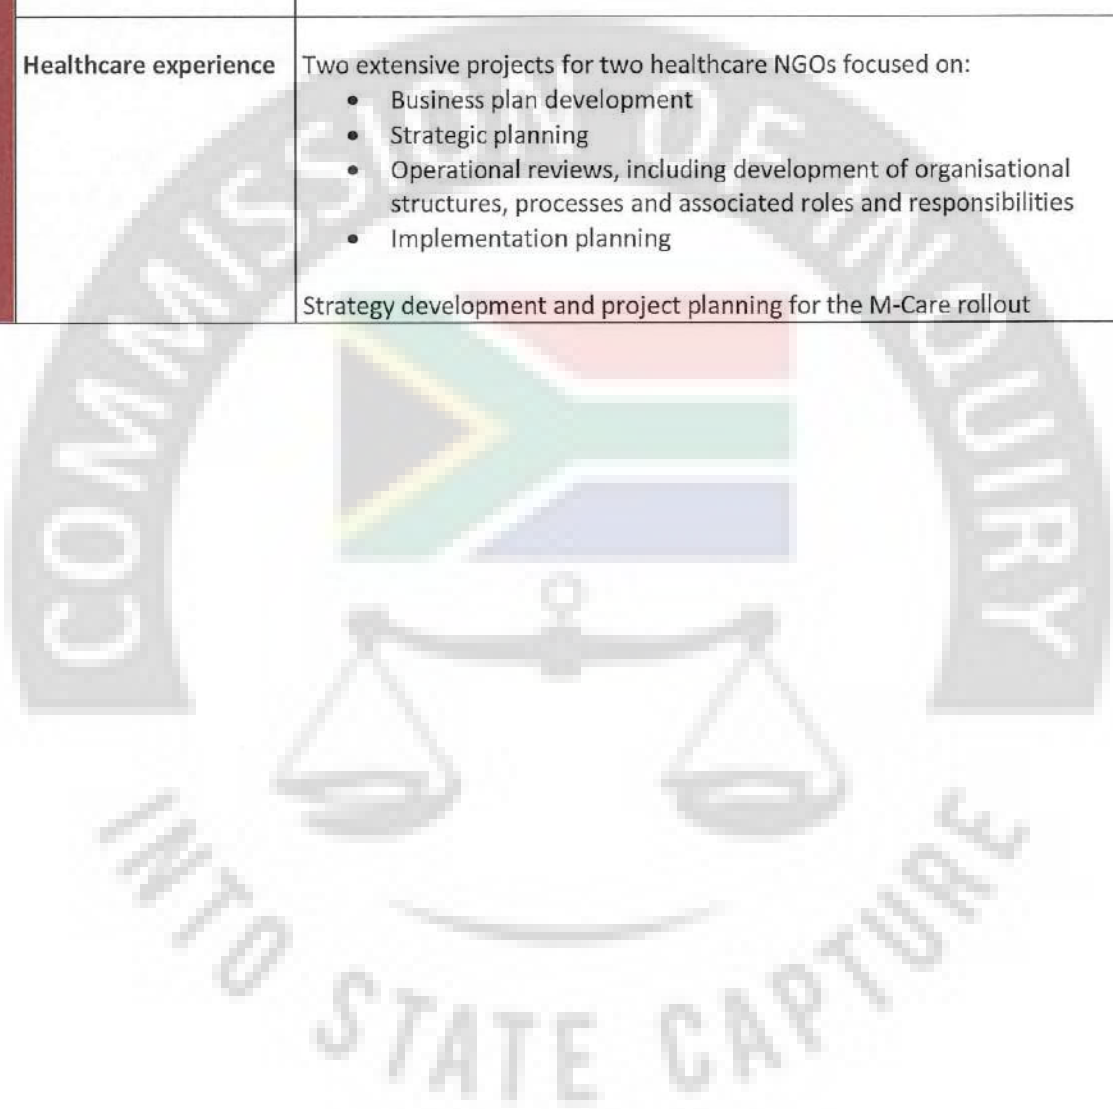 Healthcare experience
Two extensive projects for two healthcare NGOs focused on:
• Business plan development
• Strategic planning
• Operational reviews, including development of organisational
structures, processes and associated roles and responsibilities
• Implementation planning
Strategy development and project planning for the M-Care rollout
COMMISSION OF INQUIRY
INTO STATE CAPTURE